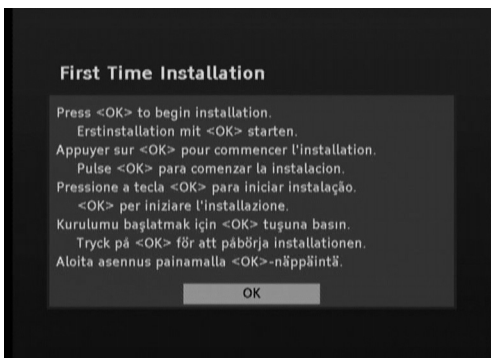 First Time Installation
Press <OK> to begin installation.
Erstinstallation mit <OK> starten.
Appuyer sur <OK> pour commencer l'installation.
Pulse <OK> para comenzar la instalacion.
Pressione a tecla <OK> para iniciar instalação.
<OK> per iniziare l'installazione.
Kurulumu başlatmak için <OK> tuşuna basın.
Tryck på <OK> för att påbörja installationen.
Aloita asennus painamalla <OK>-näppäintä.
OK